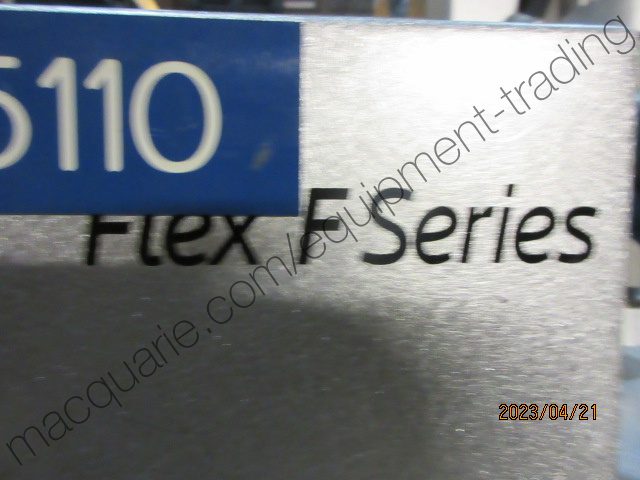 5110
Flex F Series
macquarie.com/equipment-trading
2023/04/21